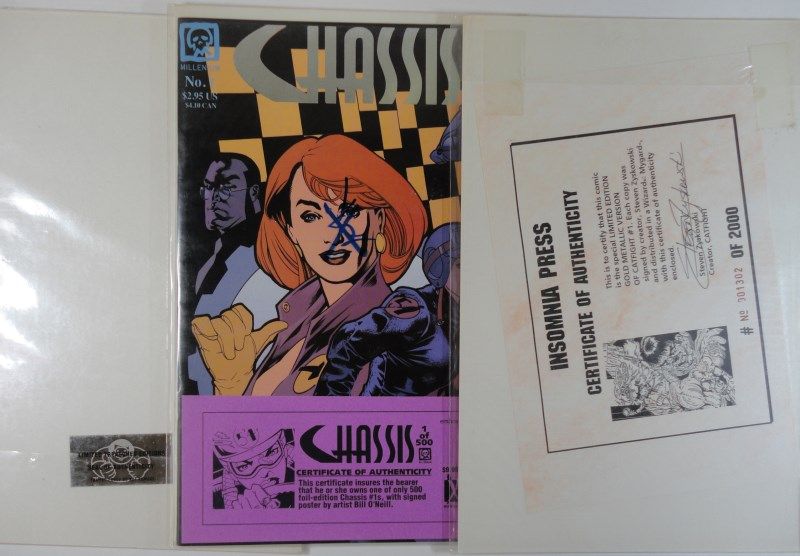 MILLENNIUM
No.
$2.95 US
$4.10 CAN
CHASSIS
CHASSIS
1
of
500
CERTIFICATE OF AUTHENTICITY
This certificate insures the bearer
that he or she owns one of only 500
foil-edition Chassis #1s, with signed
poster by artist Bill O'Neill.
INSOMNIA PRESS
CERTIFICATE OF AUTHENTICITY
This is to certify that this comic
is the special LIMITED EDITION
GOLD METALLIC VERSION
OF CATFIGHT #1. Each copy was
signed by creator, Steven Zyskowski
and distributed in a Wizard™, Mygard™,
with this certificate of authenticity
enclosed.
Steven Zyskowski
Creator, CATFIGHT
# No 001302 OF 2000